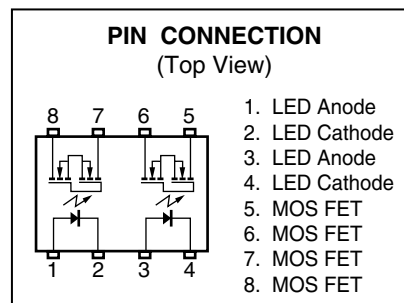 PIN CONNECTION
(Top View)
8 7 6 5
1 2 3 4
1. LED Anode
2. LED Cathode
3. LED Anode
4. LED Cathode
5. MOS FET
6. MOS FET
7. MOS FET
8. MOS FET